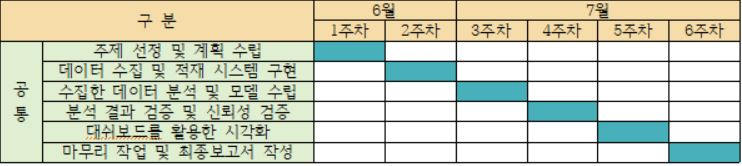 구 분 6월 7월
1주차 2주차 3주차 4주차 5주차 6주차
공통
주제 선정 및 계획 수립
데이터 수집 및 적재 시스템 구현
수집한 데이터 분석 및 모델 수립
분석 결과 검증 및 신뢰성 검증
대쉬보드를 활용한 시각화
마무리 작업 및 최종보고서 작성